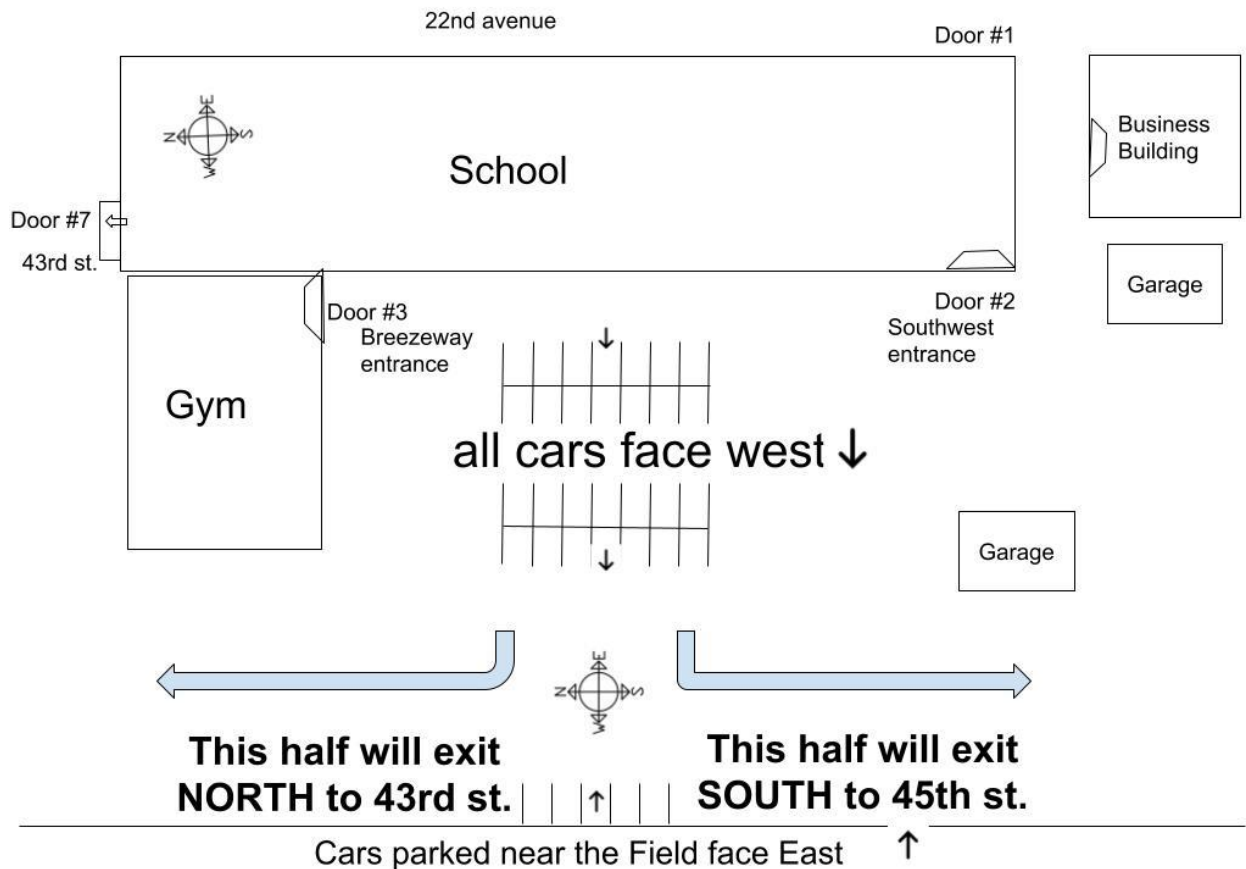 22nd avenue
Door #1
E
N
S
W
School
Business
Building
Door #7
43rd st.
Garage
Door #3
Breezeway
entrance
Door #2
Southwest
entrance
Gym
all cars face west
Garage
E
N
S
W
This half will exit
NORTH to 43rd st.
This half will exit
SOUTH to 45th st.
Cars parked near the Field face East